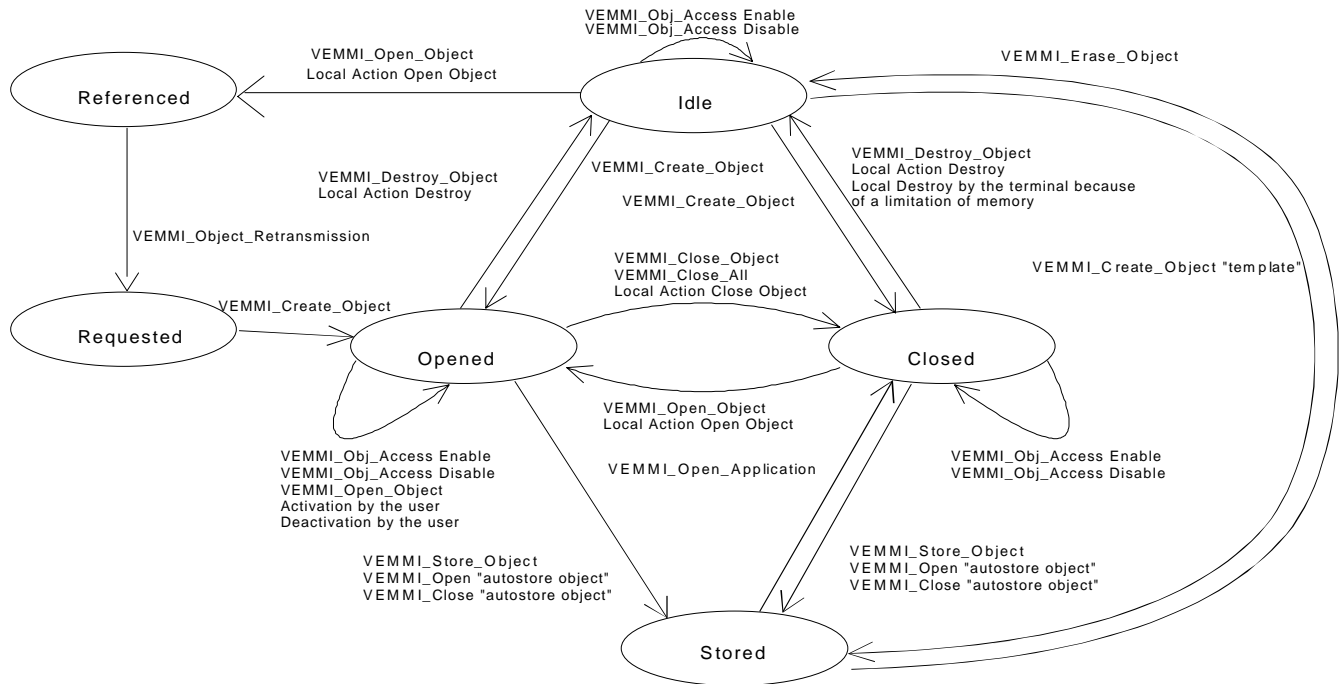 VEMMI_Obj_Access Enable
VEMMI_Obj_Access Disable
VEMMI_Open_Object
Local Action Open Object
VEMMI_Erase_Object
Referenced
Idle
VEMMI_Destroy_Object
Local Action Destroy
VEMMI_Create_Object
VEMMI_Create_Object
VEMMI_Destroy_Object
Local Action Destroy
Local Destroy by the terminal because
of a limitation of memory
VEMMI_Object_Retransmission
VEMMI_Close_Object
VEMMI_Close_All
Local Action Close Object
VEMMI_Create_Object "template"
VEMMI_Create_Object
Requested
Opened
Closed
VEMMI_Open_Object
Local Action Open Object
VEMMI_Obj_Access Enable
VEMMI_Obj_Access Disable
VEMMI_Open_Object
Activation by the user
Deactivation by the user
VEMMI_Open_Application
VEMMI_Obj_Access Enable
VEMMI_Obj_Access Disable
VEMMI_Store_Object
VEMMI_Open "autostore object"
VEMMI_Close "autostore object"
VEMMI_Store_Object
VEMMI_Open "autostore object"
VEMMI_Close "autostore object"
Stored